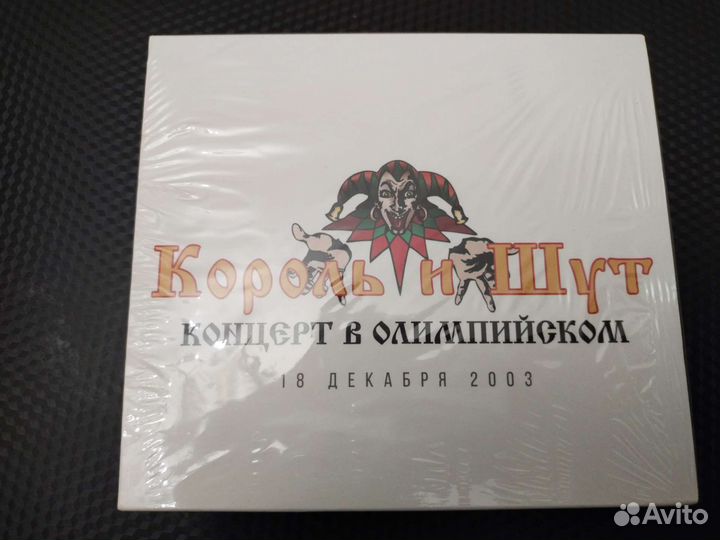 Король и Шут
КОНЦЕРТ В ОЛИМПИЙСКОМ
18 ДЕКАБРЯ 2003
Avito